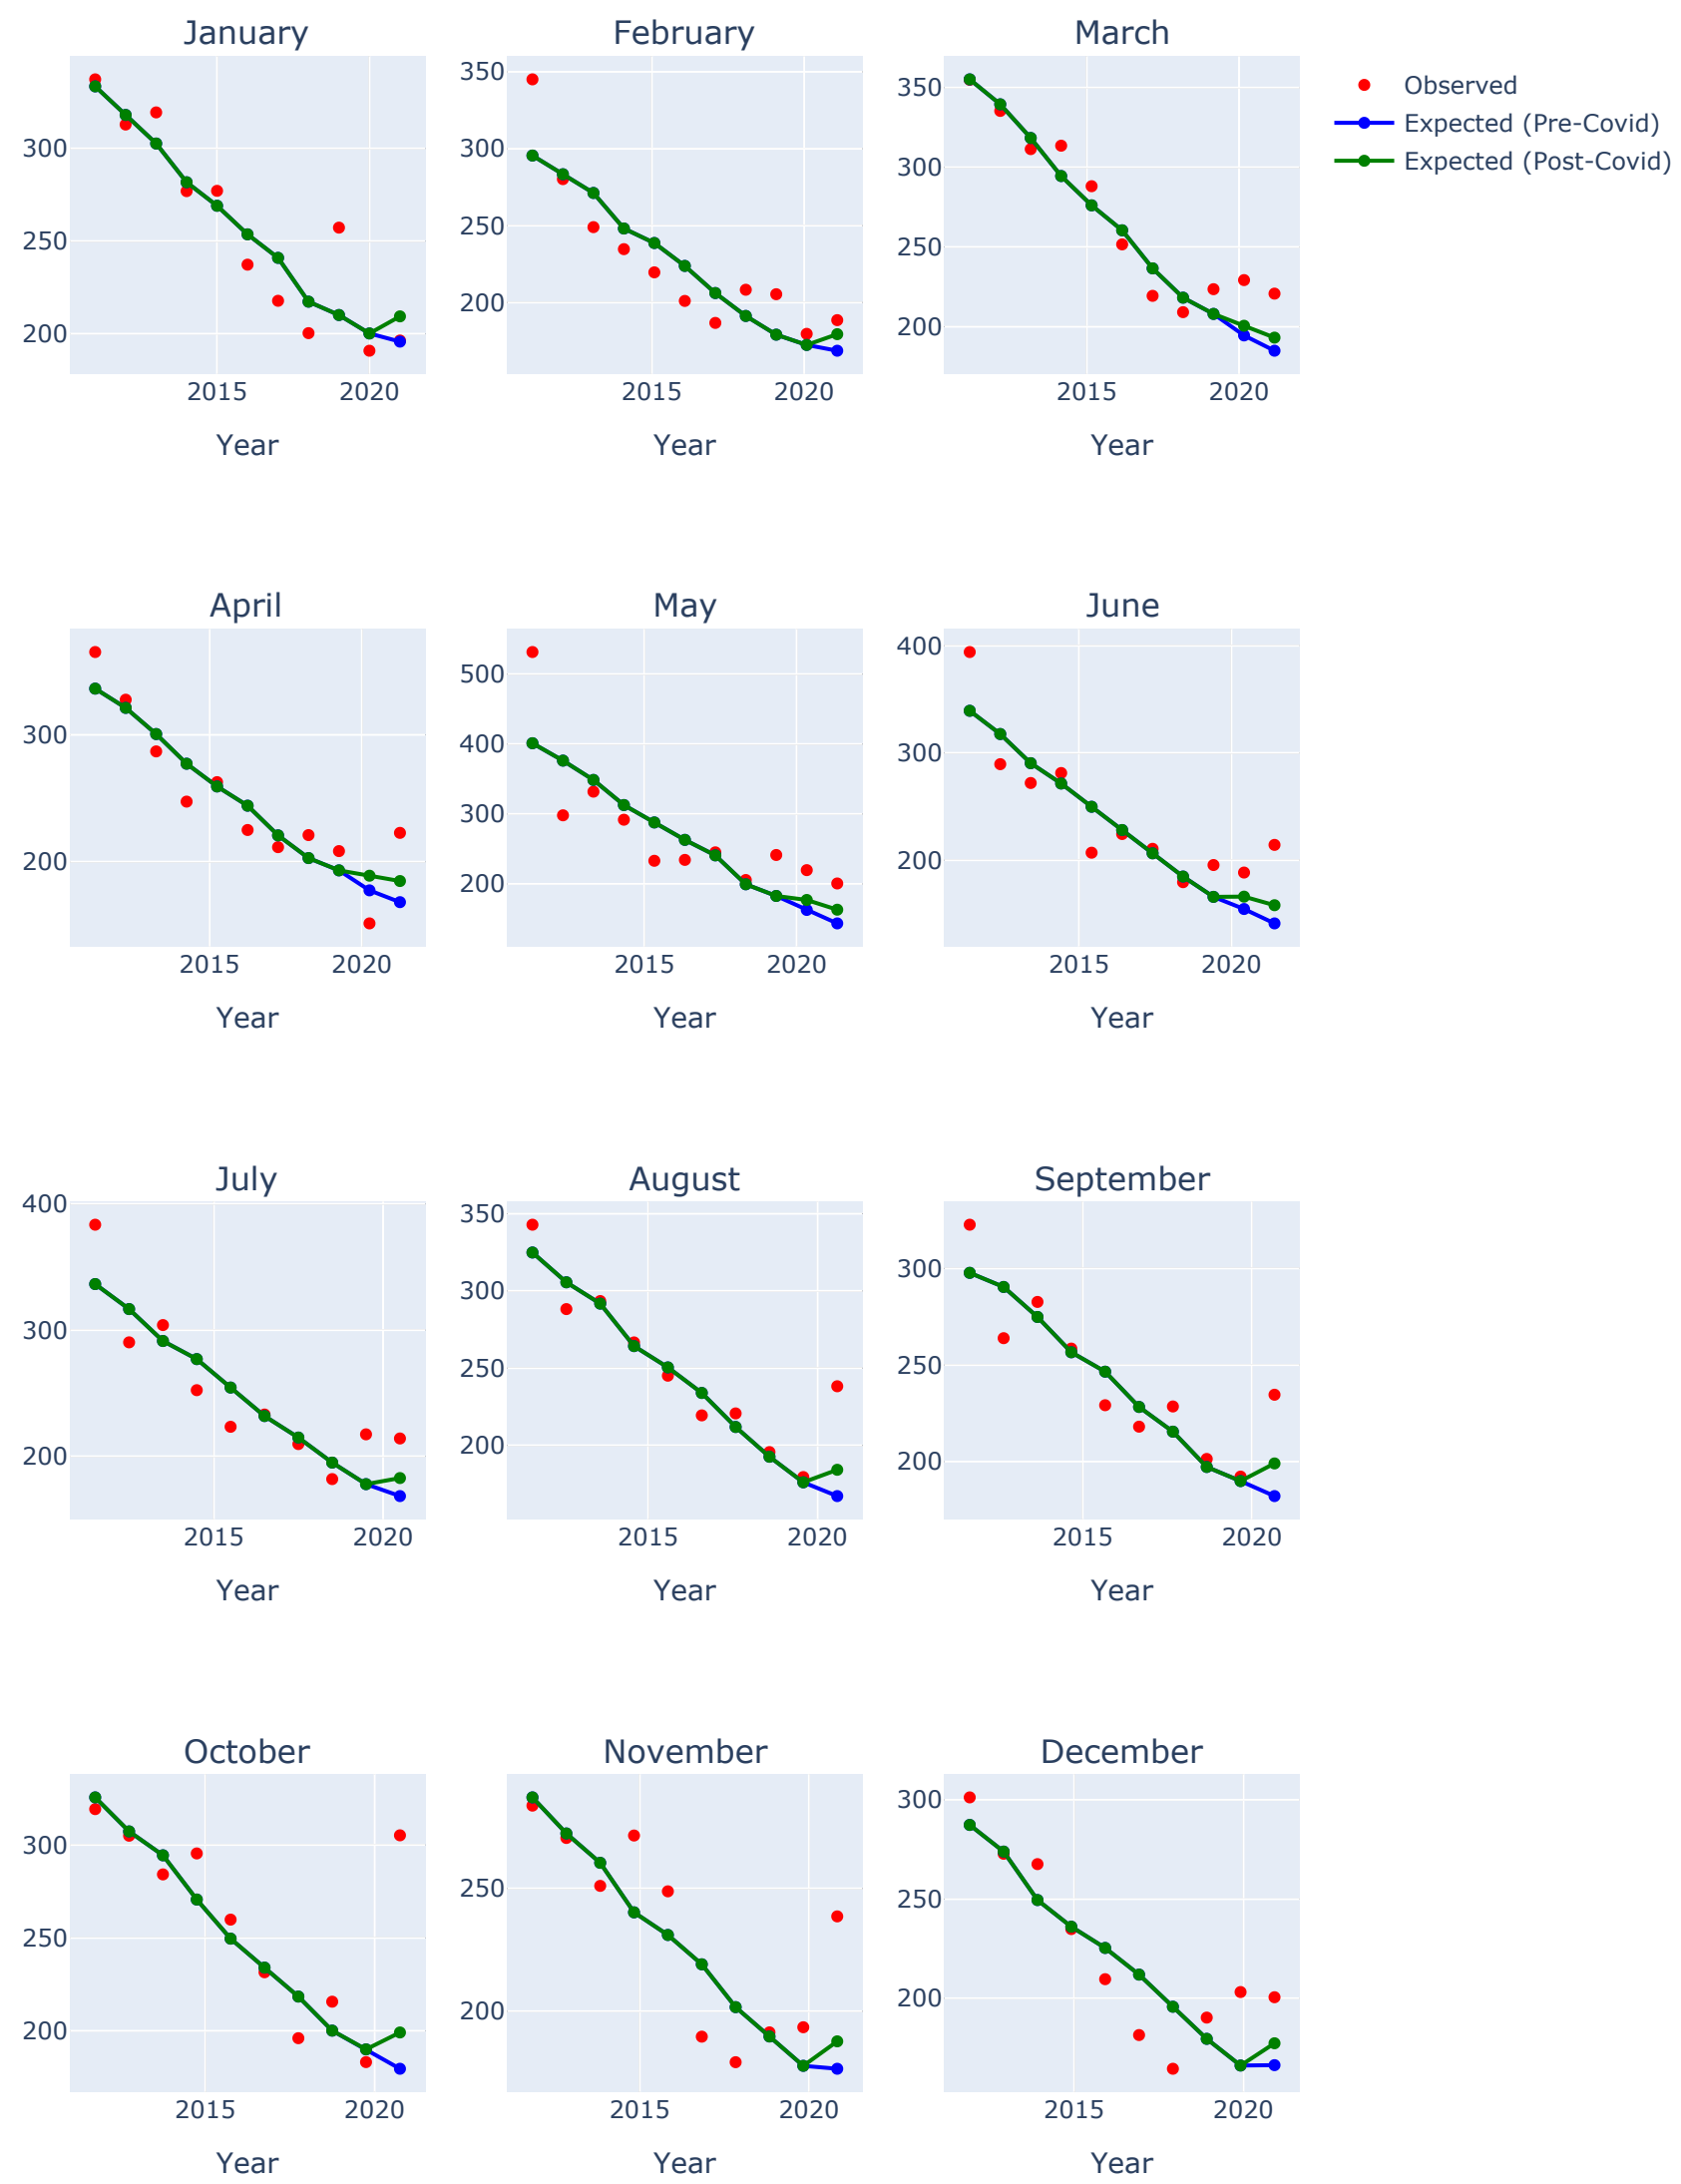 January February March
350 350
Observed
Expected (Pre-Covid)
300 300 300
Expected (Post-Covid)
250 250 250
200 200 200
2015 2020 2015 2020 2015 2020
Year Year Year
April May June
400
500
300 400 300
300
200 200 200
2015 2020 2015 2020 2015 2020
Year Year Year
July August September
400 350
300 300 300
250 250
200 200 200
2015 2020 2015 2020 2015 2020
Year Year Year
October November December
300 300
250 250 250
200 200 200
2015 2020 2015 2020 2015 2020
Year Year Year